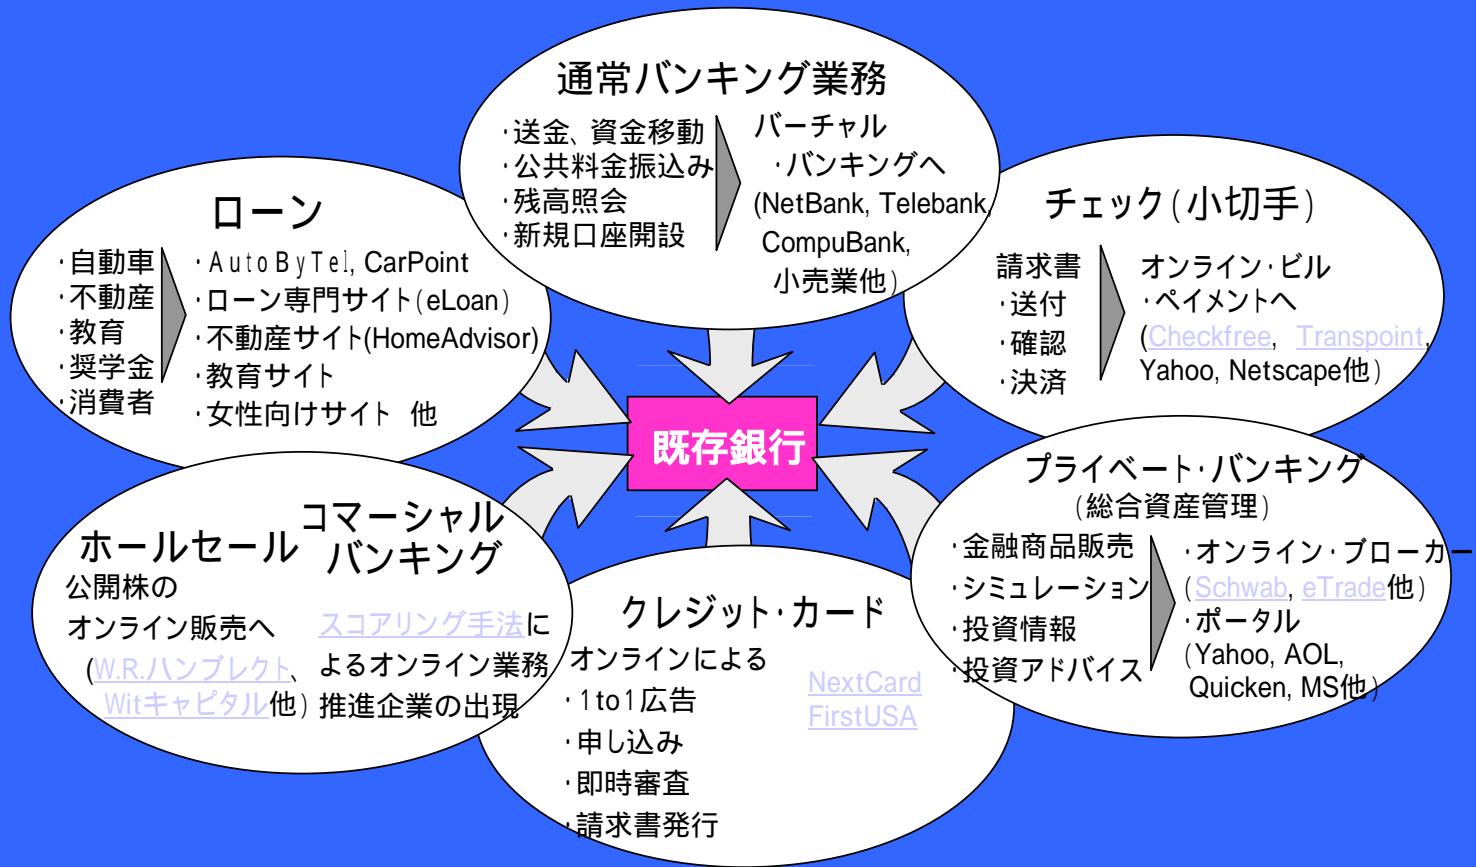 通常バンキング業務
･送金、資金移動
･公共料金振込み
･残高照会
･新規口座開設
バーチャル
･バンキングへ
(NetBank, Telebank,
CompuBank,
小売業他)
ローン
･自動車
･不動産
･教育
･奨学金
･消費者
･AutoByTel, CarPoint
･ローン専門サイト(eLoan)
･不動産サイト(HomeAdvisor)
･教育サイト
･女性向けサイト 他
チェック(小切手)
請求書
･送付
･確認
･決済
オンライン･ビル
･ペイメントへ
(Checkfree, Transpoint,
Yahoo, Netscape他)
既存銀行
ホールセール
公開株の
オンライン販売へ
(W.R.ハンブレクト、
Witキャピタル他)
コマーシャル
バンキング
スコアリング手法に
よるオンライン業務
推進企業の出現
クレジット･カード
オンラインによる
･1to1広告
･申し込み
･即時審査
･請求書発行
NextCard
FirstUSA
プライベート･バンキング
(総合資産管理)
･金融商品販売
･シミュレーション
･投資情報
･投資アドバイス
･オンライン･ブローカー
(Schwab, eTrade他)
･ポータル
(Yahoo, AOL,
Quicken, MS他)